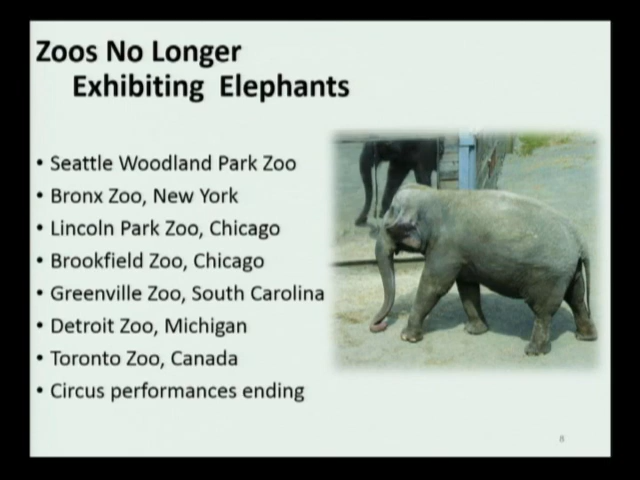 Zoos No Longer
Exhibiting Elephants
• Seattle Woodland Park Zoo
• Bronx Zoo, New York
• Lincoln Park Zoo, Chicago
• Brookfield Zoo, Chicago
• Greenville Zoo, South Carolina
• Detroit Zoo, Michigan
• Toronto Zoo, Canada
• Circus performances ending
8